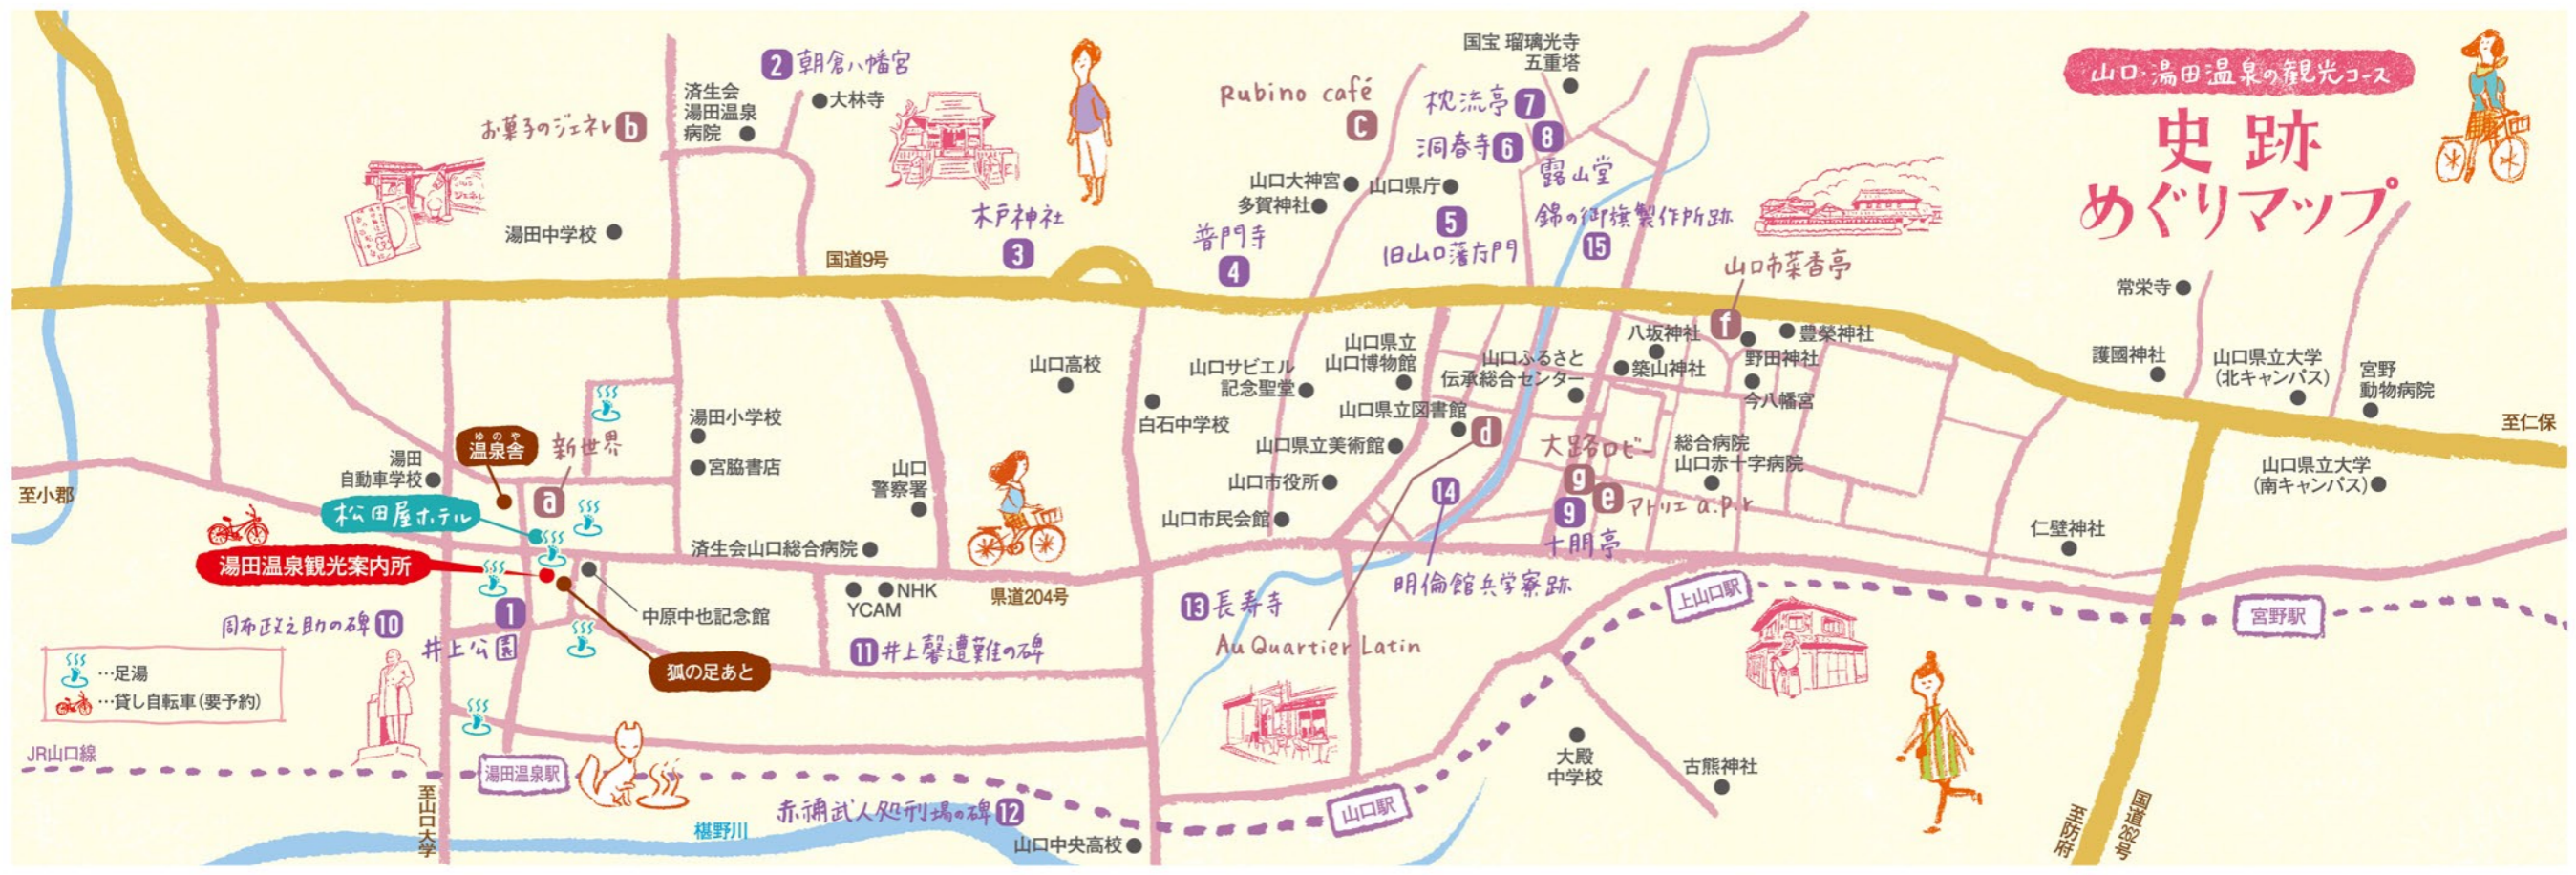 山口・湯田温泉の観光コース
史跡
めぐりマップ
2 朝倉八幡宮
大林寺
済生会
湯田温泉
病院
お菓子のジェネレ b
湯田中学校
木戸神社
3
国道9号
国宝 瑠璃光寺
五重塔
Rubino café
c
枕流亭 7
洞春寺 6
8
露山堂
山口大神宮
山口県庁
多賀神社
5
旧山口藩庁門
普門寺
4
錦の御旗製作所跡
15
山口市菜香亭
f
常栄寺
八坂神社
豊榮神社
野田神社
築山神社
今八幡宮
護國神社
山口県立大学
(北キャンパス)
宮野
動物病院
至仁保
山口県立
山口博物館
山口ふるさと
伝承総合センター
山口サビエル
記念聖堂
山口高校
白石中学校
山口県立図書館
d
山口県立美術館
山口市役所
山口市民会館
大路ロビー
g
e アトリエ a.p.r
9
十朋亭
14
明倫館兵学寮跡
総合病院
山口赤十字病院
山口県立大学
(南キャンパス)
仁壁神社
湯田小学校
宮脇書店
山口
警察署
ゆのや
温泉舎
新世界
a
湯田
自動車学校
至小郡
松田屋ホテル
湯田温泉観光案内所
済生会山口総合病院
NHK
YCAM
県道204号
中原中也記念館
周布政之助の碑 10
1
井上公園
狐の足あと
11 井上馨遭難の碑
13 長寿寺
Au Quartier Latin
上山口駅
宮野駅
…足湯
…貸し自転車(要予約)
JR山口線
湯田温泉駅
至山口大学
椹野川
赤禰武人処刑場の碑 12
山口中央高校
山口駅
大殿
中学校
古熊神社
国道262号
至防府